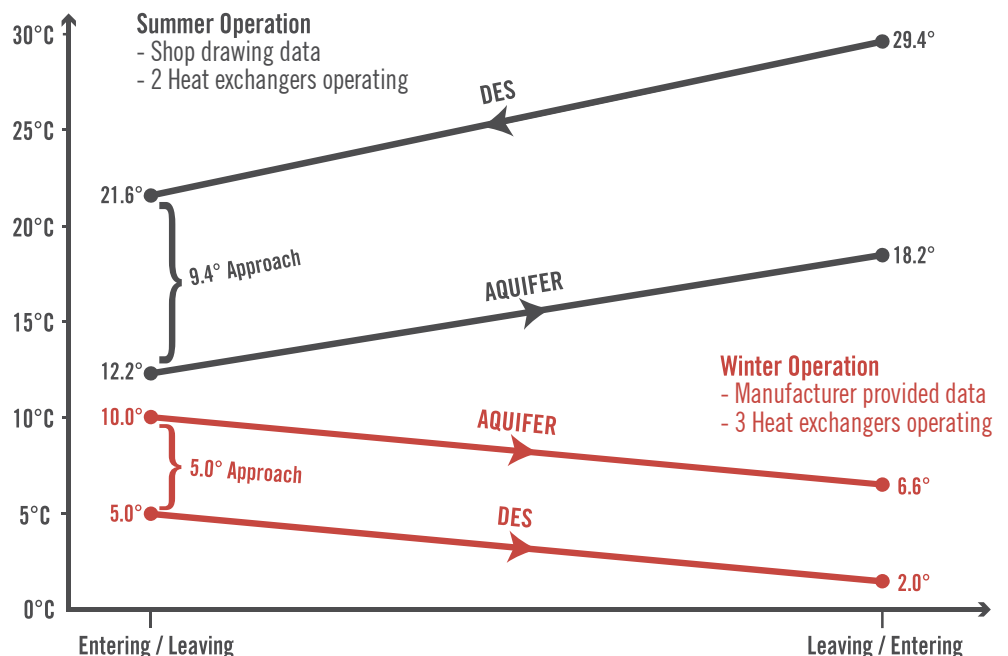 Summer Operation
- Shop drawing data
- 2 Heat exchangers operating
30°C
25°C
20°C
15°C
10°C
5°C
0°C
29.4°
DES
21.6°
9.4° Approach
18.2°
AQUIFER
12.2°
Winter Operation
- Manufacturer provided data
- 3 Heat exchangers operating
10.0°
AQUIFER
5.0° Approach
6.6°
5.0°
DES
2.0°
Entering / Leaving
Leaving / Entering